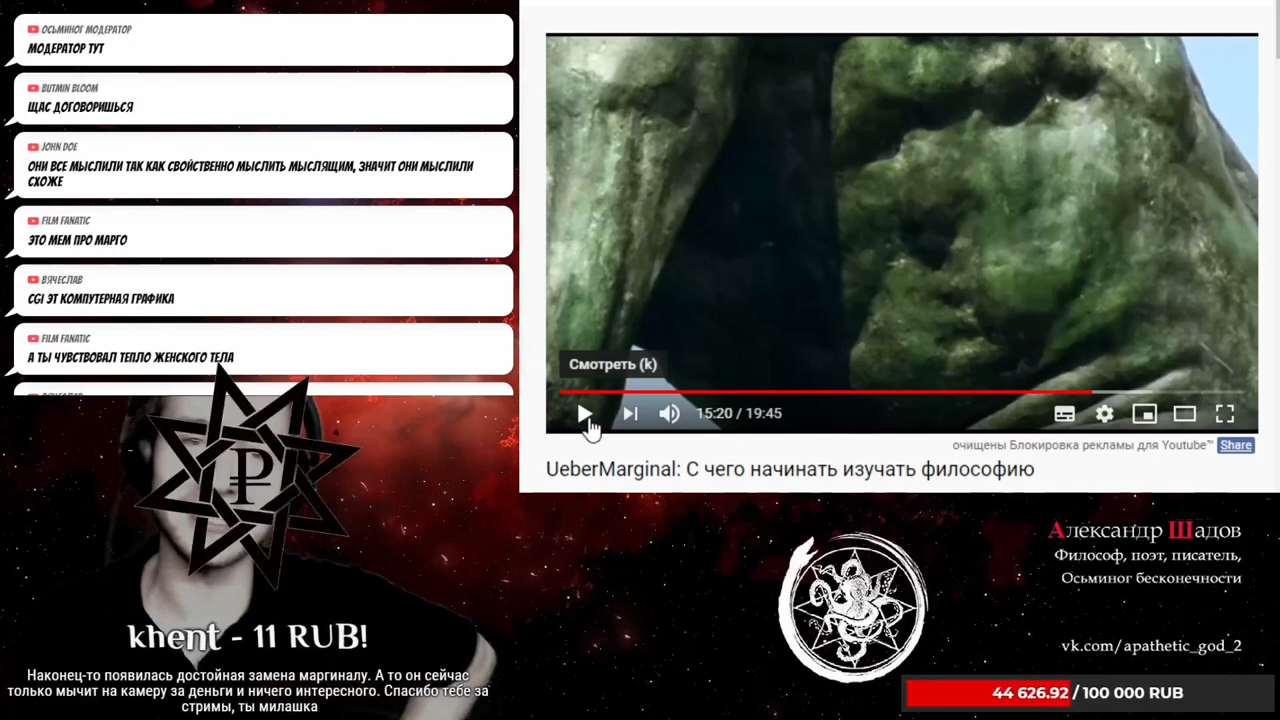 ОСЬМИНОГ МОДЕРАТОР
МОДЕРАТОР ТУТ
BUTMIN BLOOM
ЩАС ДОГОВОРИШЬСЯ
JOHN DOE
ОНИ ВСЕ МЫСЛИЛИ ТАК КАК СВОЙСТВЕННО МЫСЛИТЬ МЫСЛЯЩИМ, ЗНАЧИТ ОНИ МЫСЛИЛИ
СХОЖЕ
FILM FANATIC
ЭТО МЕМ ПРО МАРГО
ВЯЧЕСЛАВ
CGI ЭТ КОМПУТЕРНАЯ ГРАФИКА
FILM FANATIC
А ТЫ ЧУВСТВОВАЛ ТЕПЛО ЖЕНСКОГО ТЕЛА
₽
khent - 11 RUB!
Наконец-то появилась достойная замена маргиналу. А то он сейчас
только мычит на камеру за деньги и ничего интересного. Спасибо тебе за
стримы, ты милашка
Смотреть (k)
15:20 / 19:45
очищены Блокировка рекламы для Youtube™ Share
UeberMarginal: С чего начинать изучать философию
Александр Шадов
Философ, поэт, писатель,
Осьминог бесконечности
vk.com/apathetic_god_2
44 626.92 / 100 000 RUB